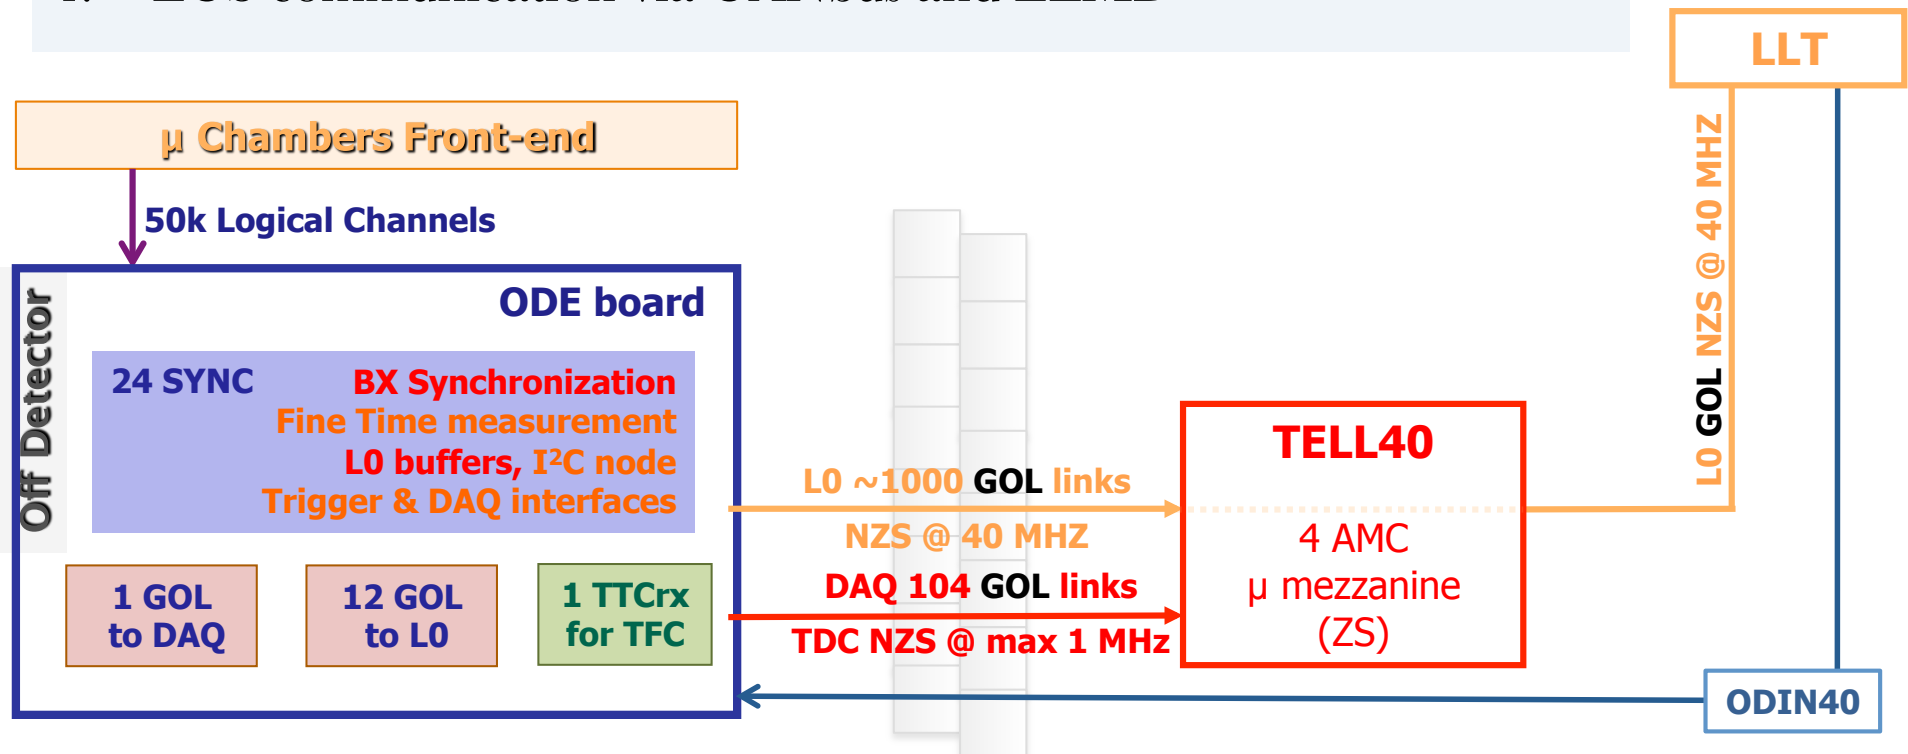 LLT
µ Chambers Front-end
50k Logical Channels
L0 GOL NZS @ 40 MHZ
Off Detector
ODE board
24 SYNC BX Synchronization
Fine Time measurement
L0 buffers, I²C node
Trigger & DAQ interfaces
1 GOL
to DAQ
12 GOL
to L0
1 TTCrx
for TFC
L0 ~1000 GOL links
NZS @ 40 MHZ
DAQ 104 GOL links
TDC NZS @ max 1 MHz
TELL40
4 AMC
µ mezzanine
(ZS)
ODIN40